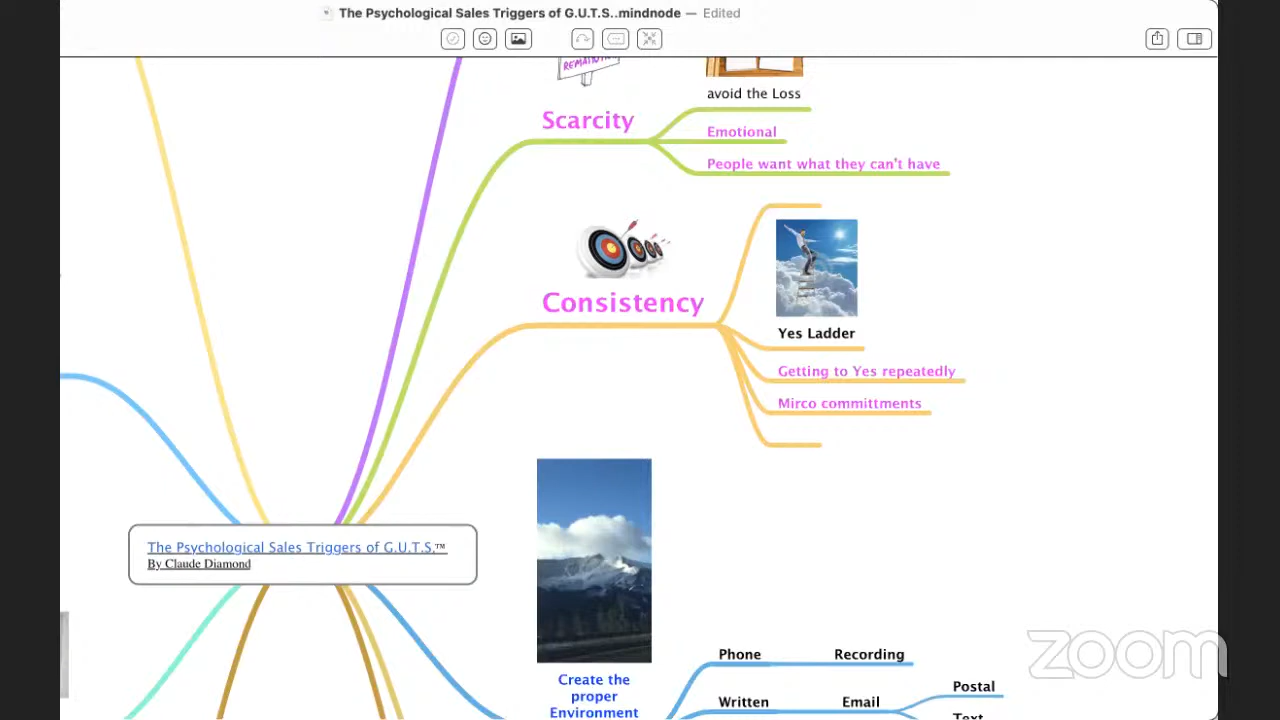 The Psychological Sales Triggers of G.U.T.S..mindnode — Edited
avoid the Loss
Scarcity
Emotional
People want what they can't have
Consistency
Yes Ladder
Getting to Yes repeatedly
Mirco committments
The Psychological Sales Triggers of G.U.T.S.™
By Claude Diamond
Create the
proper
Environment
Phone
Recording
Written
Email
Postal
Text
zoom